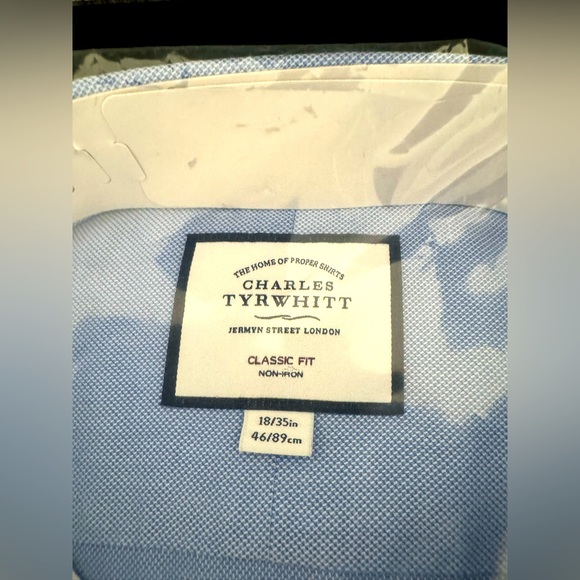 THE HOME OF PROPER SHIRTS
CHARLES
TYRWHITT
JERMYN STREET LONDON
CLASSIC FIT
NON-IRON
18/35in
46/89cm